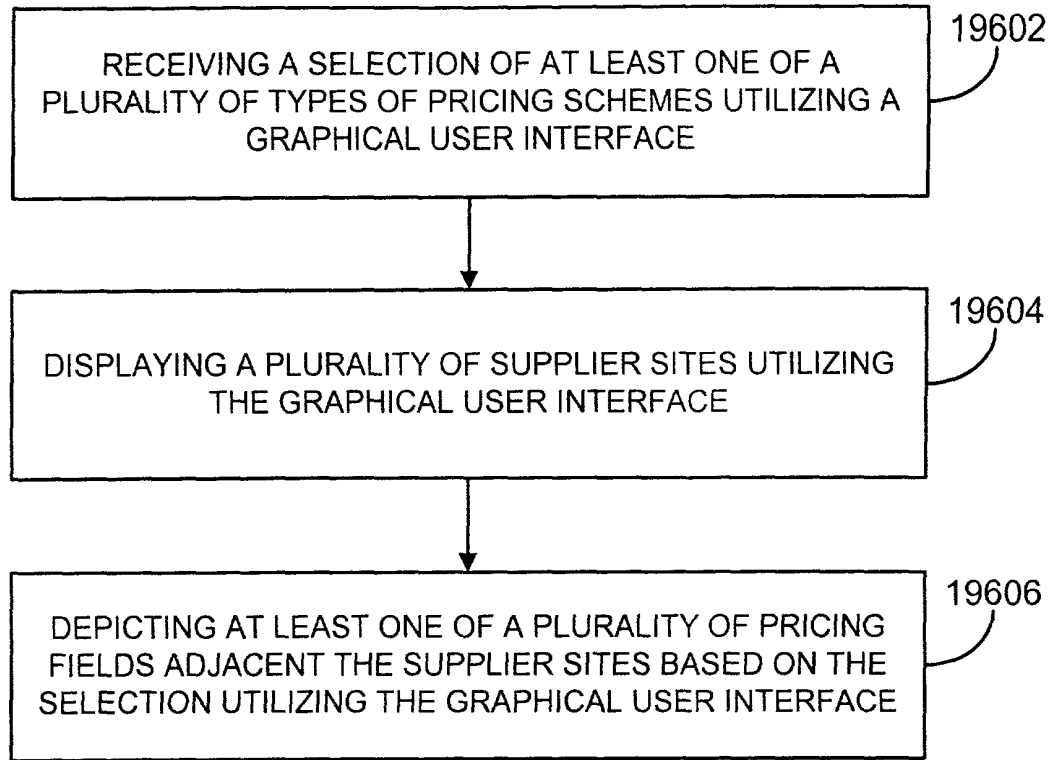 19602
RECEIVING A SELECTION OF AT LEAST ONE OF A
PLURALITY OF TYPES OF PRICING SCHEMES UTILIZING A
GRAPHICAL USER INTERFACE
19604
DISPLAYING A PLURALITY OF SUPPLIER SITES UTILIZING
THE GRAPHICAL USER INTERFACE
19606
DEPICTING AT LEAST ONE OF A PLURALITY OF PRICING
FIELDS ADJACENT THE SUPPLIER SITES BASED ON THE
SELECTION UTILIZING THE GRAPHICAL USER INTERFACE